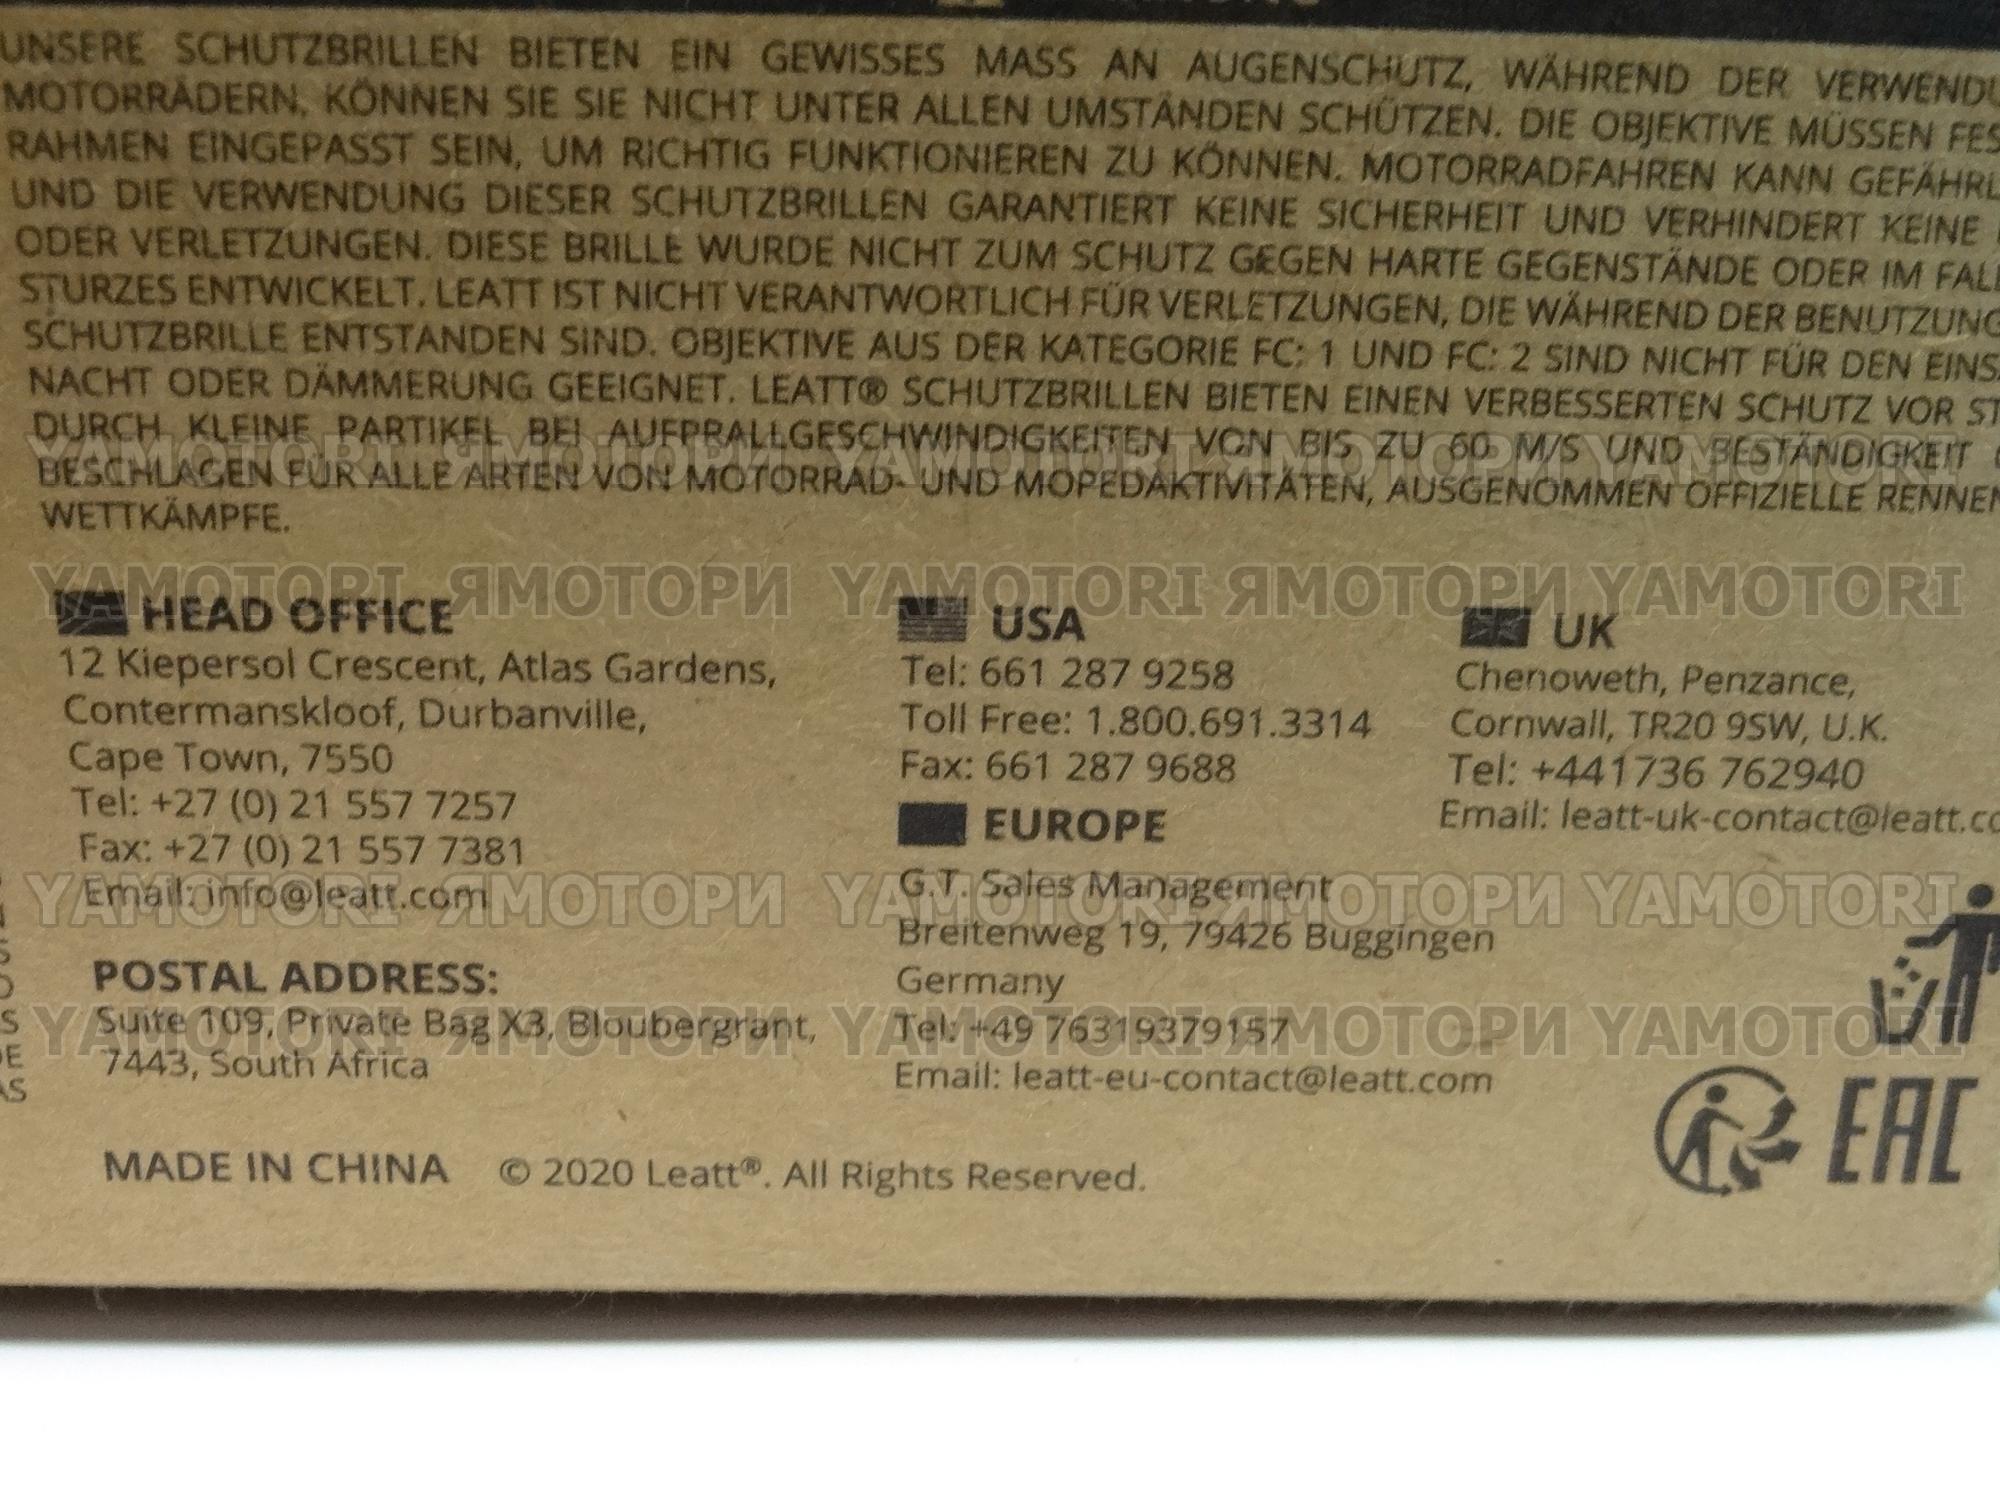 UNSERE SCHUTZBRILLEN BIETEN EIN GEWISSES MASS AN AUGENSCHUTZ, WÄHREND DER
MOTORRÄDERN, KÖNNEN SIE SIE NICHT UNTER ALLEN UMSTÄNDEN SCHÜTZEN. DIE OBJEKTIVE MÜSSEN
RAHMEN EINGEPASST SEIN, UM RICHTIG FUNKTIONIEREN ZU KÖNNEN. MOTORRADFAHREN KANN
UND DIE VERWENDUNG DIESER SCHUTZBRILLEN GARANTIERT KEINE SICHERHEIT UND VERHINDERT KEINE
ODER VERLETZUNGEN. DIESE BRILLE WURDE NICHT ZUM SCHUTZ GEGEN HARTE GEGENSTÄNDE ODER IM
STURZES ENTWICKELT. LEATT IST NICHT VERANTWORTLICH FÜR VERLETZUNGEN, DIE WÄHREND DER BENUTZUNG
SCHUTZBRILLE ENTSTANDEN SIND. OBJEKTIVE AUS DER KATEGORIE FC: 1 UND FC: 2 SIND NICHT FÜR DEN
NACHT ODER DÄMMERUNG GEEIGNET. LEATT® SCHUTZBRILLEN BIETEN EINEN VERBESSERTEN SCHUTZ VOR
DURCH KLEINE PARTIKEL BEI AUFPRALLGESCHWINDIGKEITEN VON BIS ZU 60 M/S UND BESTÄNDIGKEIT
YAMOTORI ЯМОТОРИ YAMOTORI ЯМОТОРИ YAMOTORI
BESCHLAGEN FÜR ALLE ARTEN VON MOTORRAD- UND MOPEDAKTIVITÄTEN, AUSGENOMMEN OFFIZIELLE
WETTKÄMPFE.
YAMOTORI ЯМОТОРИ YAMOTORI ЯМОТОРИ YAMOTORI
HEAD OFFICE
12 Kiepersol Crescent, Atlas Gardens,
Contermanskloof, Durbanville,
Cape Town, 7550
Tel: +27 (0) 21 557 7257
Fax: +27 (0) 21 557 7381
Email: info@leatt.com
POSTAL ADDRESS:
Suite 109, Private Bag X3, Bloubergrant,
7443, South Africa
USA
Tel: 661 287 9258
Toll Free: 1.800.691.3314
Fax: 661 287 9688
EUROPE
G.T. Sales Management
Breitenweg 19, 79426 Buggingen
Germany
Tel: +49 76319379157
Email: leatt-eu-contact@leatt.com
UK
Chenoweth, Penzance,
Cornwall, TR20 9SW, U.K.
Tel: +441736 762940
Email:
YAMOTORI ЯМОТОРИ YAMOTORI ЯМОТОРИ YAMOTORI
YAMOTORI ЯМОТОРИ YAMOTORI ЯМОТОРИ YAMOTORI
MADE IN CHINA © 2020 Leatt®. All Rights Reserved.
EAC